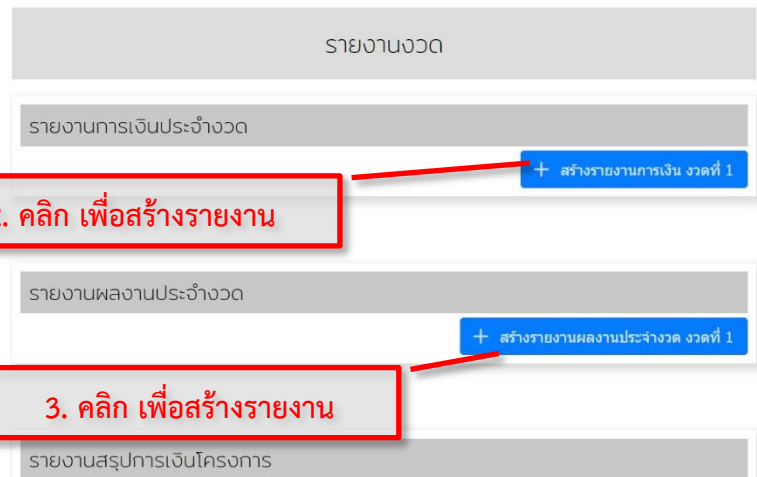 รายงานงวด
รายงานการเงินประจำงวด
+ สร้างรายงานการเงิน งวดที่ 1
2. คลิก เพื่อสร้างรายงาน
รายงานผลงานประจำงวด
+ สร้างรายงานผลงานประจำงวด งวดที่ 1
3. คลิก เพื่อสร้างรายงาน
รายงานสรุปการเงินโครงการ